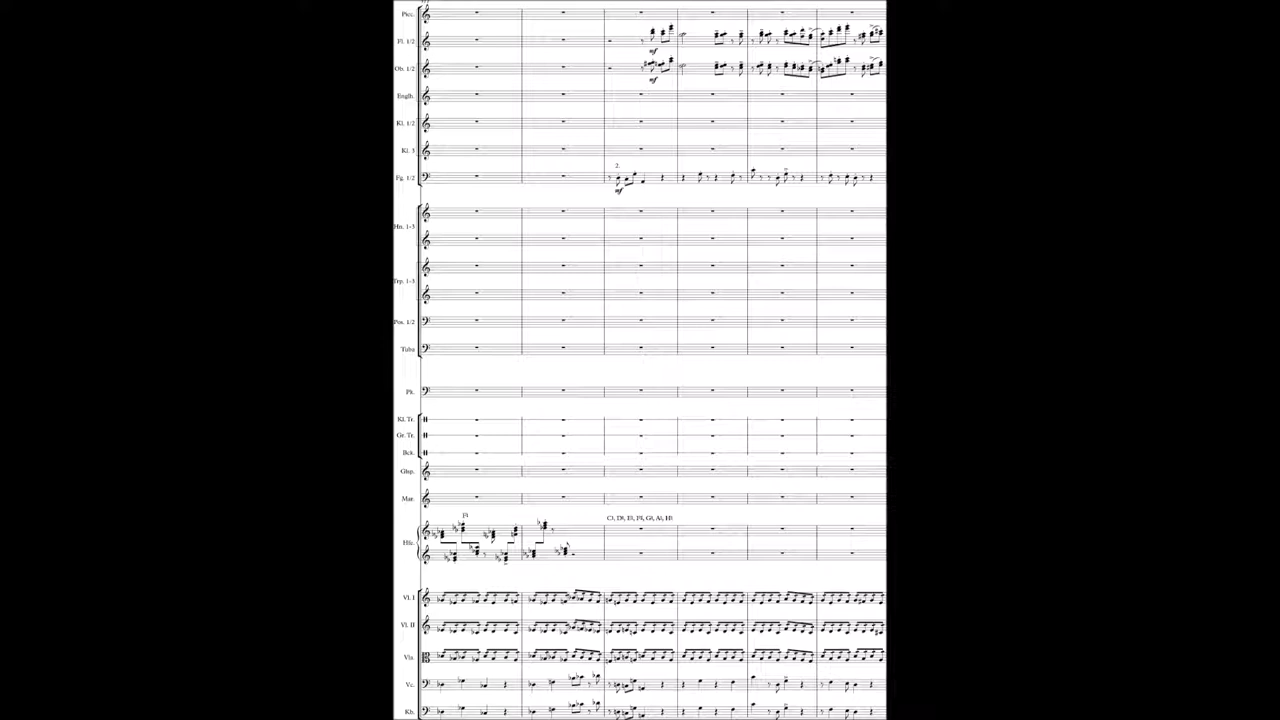 Picc.
Fl. 1/2
mf
Ob. 1/2
mf
Englh.
Kl. 1/2
Kl. 3
2.
Fg. 1/2
mf
Hn. 1-3
Trp. 1-3
Pos. 1/2
Tuba
Pk.
Kl. Tr.
Gr. Tr.
Bck.
Glsp.
Mar.
Hfe.
Vl. I
Vl. II
Vla.
Vc.
Kb.